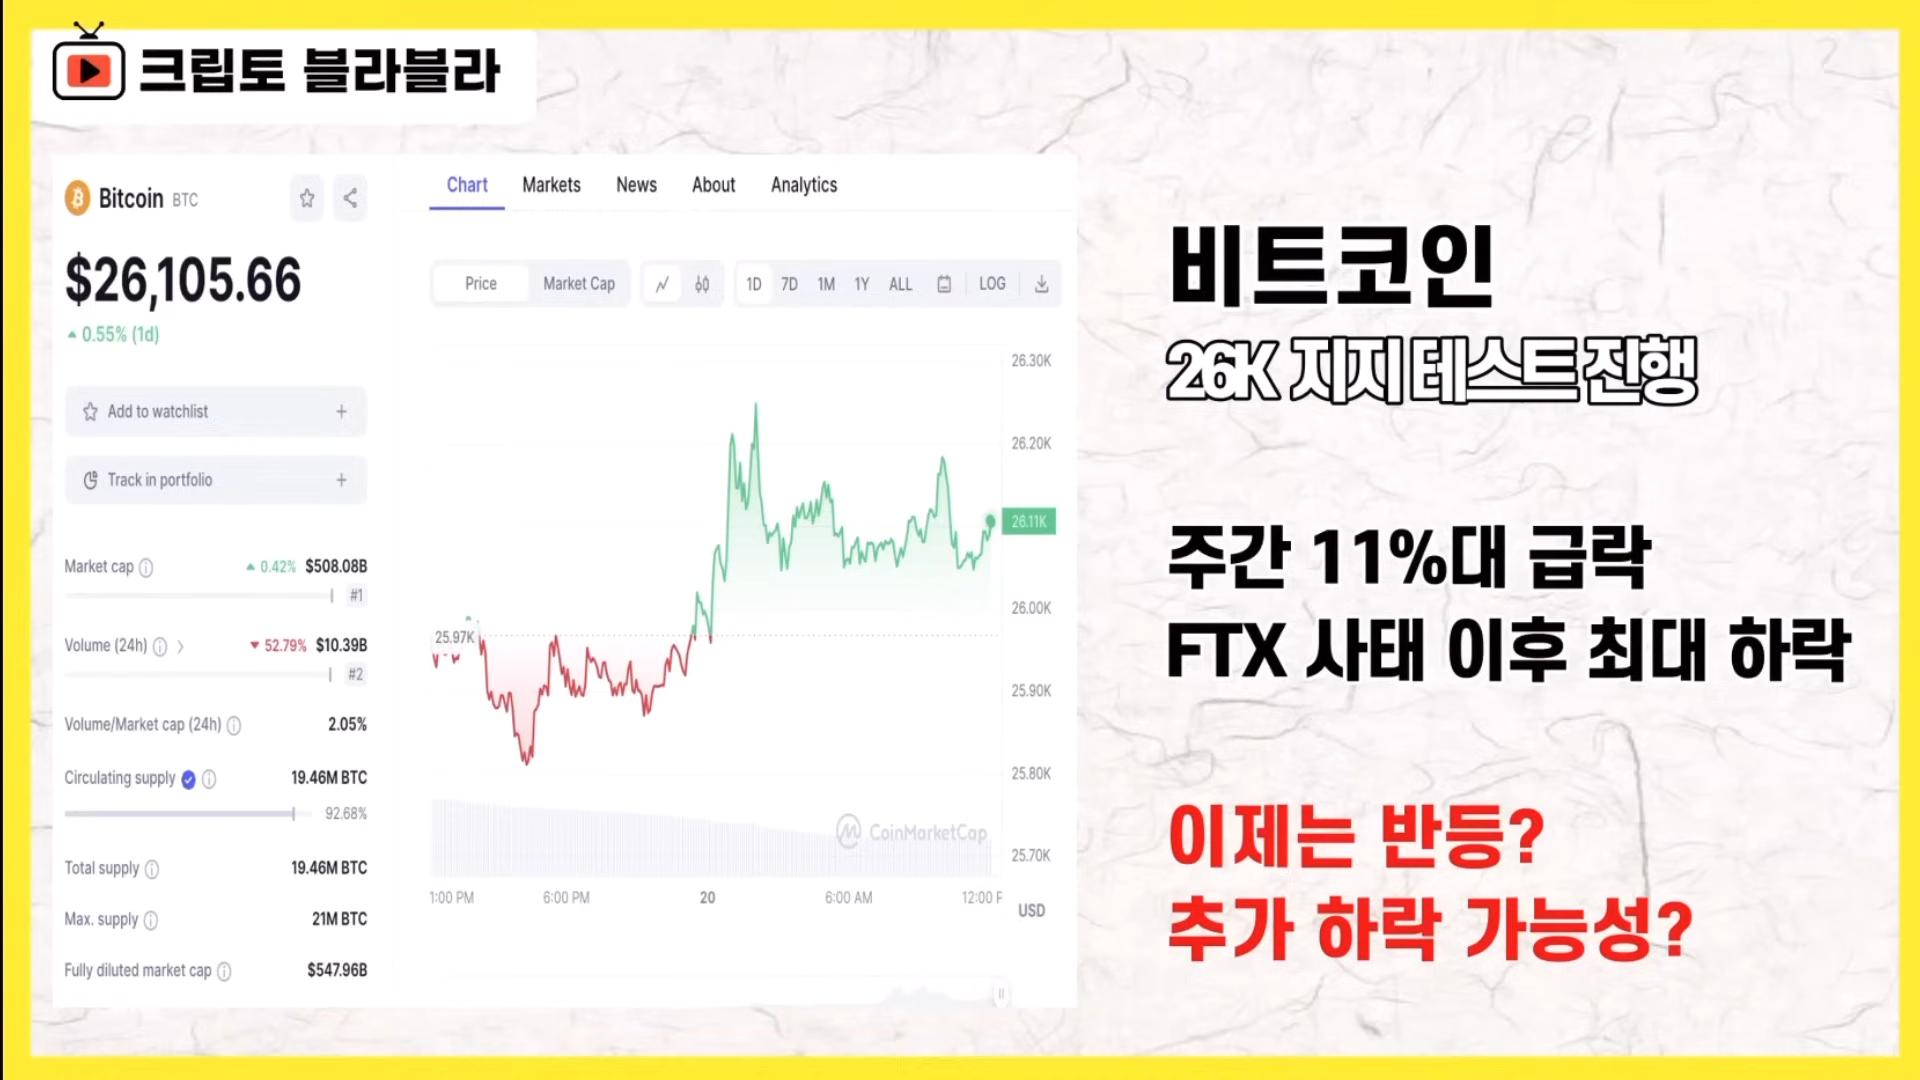 크립토 블라블라
Bitcoin BTC
$26,105.66
0.55% (1d)
Add to watchlist +
Track in portfolio +
Market cap 0.42% $508.08B
#1
Volume (24h) 52.79% $10.39B
#2
Volume/Market cap (24h) 2.05%
Circulating supply 19.46M BTC
92.68%
Total supply 19.46M BTC
Max. supply 21M BTC
Fully diluted market cap $547.96B
Chart Markets News About Analytics
Price Market Cap 1D 7D 1M 1Y ALL LOG
26.30K
26.20K
26.11K
26.00K
25.97K
25.90K
25.80K
CoinMarketCap
25.70K
1:00 PM 6:00 PM 20 6:00 AM 12:00 P
USD
비트코인
26K 지지 테스트 진행
주간 11%대 급락
FTX 사태 이후 최대 하락
이제는 반등?
추가 하락 가능성?